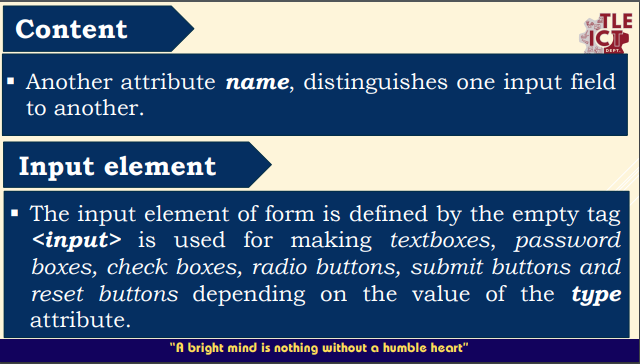 Content
TLE
ICT
DEPT.
▪ Another attribute name, distinguishes one input field
to another.
Input element
▪ The input element of form is defined by the empty tag
<input> is used for making textboxes, password
boxes, check boxes, radio buttons, submit buttons and
reset buttons depending on the value of the type
attribute.
"A bright mind is nothing without a humble heart"